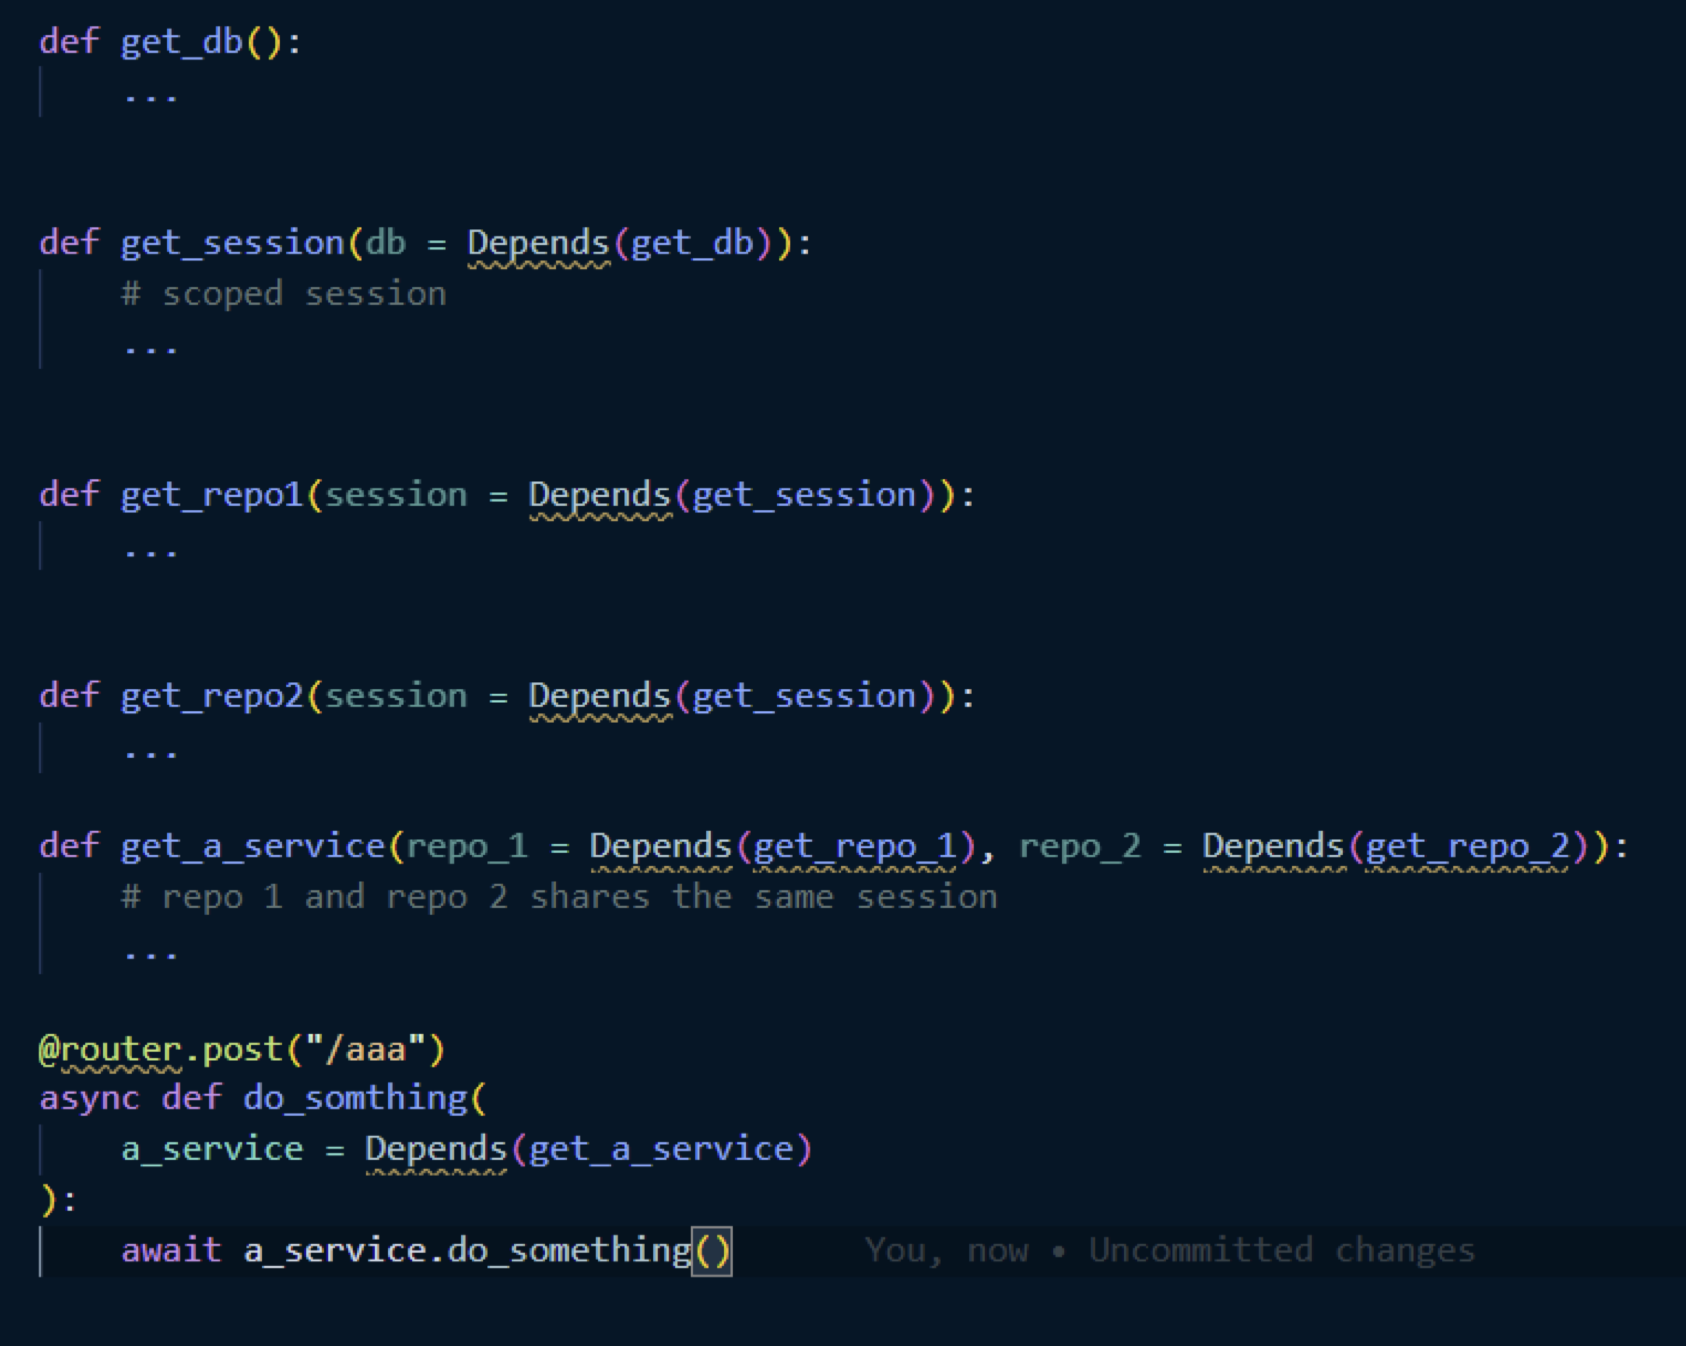 def get_db():
    ...
def get_session(db = Depends(get_db)):
    # scoped session
    ...
def get_repo1(session = Depends(get_session)):
    ...
def get_repo2(session = Depends(get_session)):
    ...
def get_a_service(repo_1 = Depends(get_repo_1), repo_2 = Depends(get_repo_2)):
    # repo 1 and repo 2 shares the same session
    ...
@router.post("/aaa")
async def do_somthing(
    a_service = Depends(get_a_service)
):
    await a_service.do_something()    You, now • Uncommitted changes